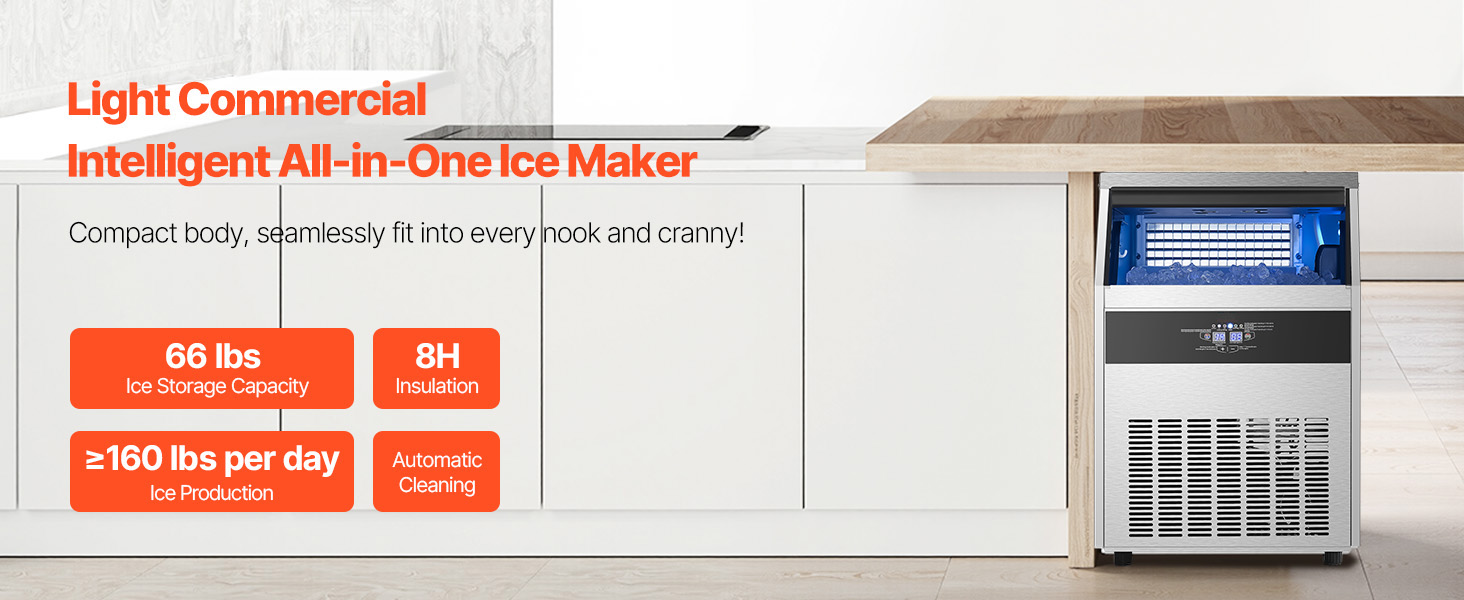 Light Commercial
Intelligent All-in-One Ice Maker
Compact body, seamlessly fit into every nook and cranny!
66 lbs
Ice Storage Capacity
8H
Insulation
≥160 lbs per day
Ice Production
Automatic
Cleaning